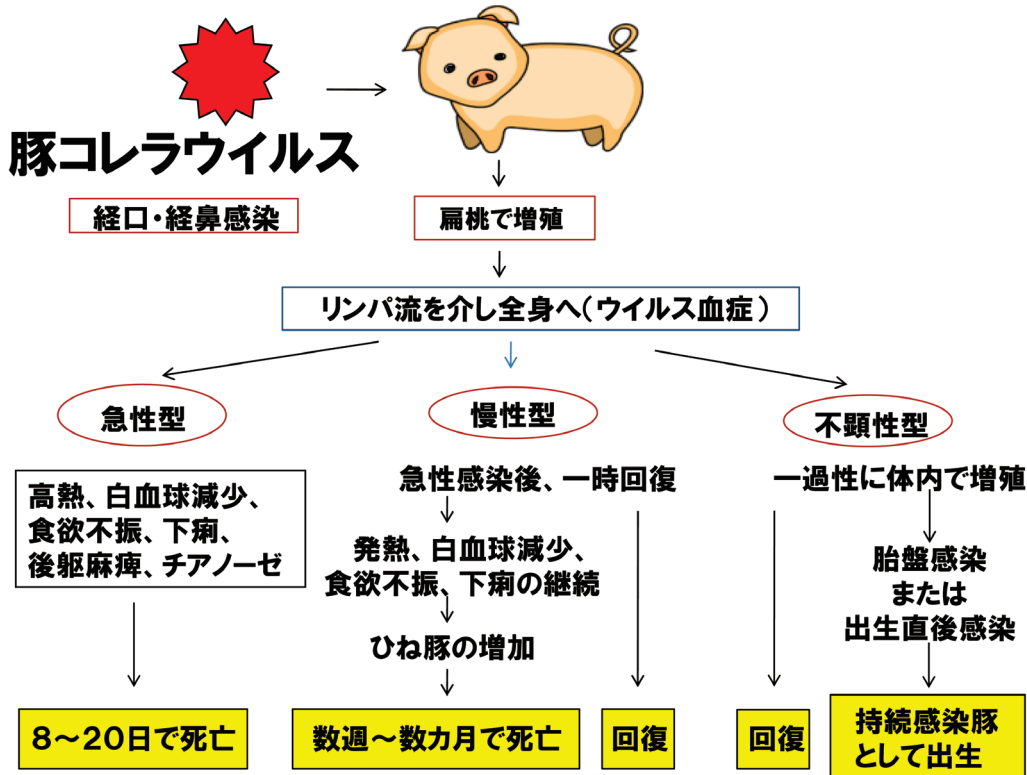 豚コレラウイルス
経口・経鼻感染
扁桃で増殖
リンパ流を介し全身へ(ウイルス血症)
急性型
慢性型
不顕性型
高熱、白血球減少、
食欲不振、下痢、
後躯麻痺、チアノーゼ
急性感染後、一時回復
発熱、白血球減少、
食欲不振、下痢の継続
ひね豚の増加
一過性に体内で増殖
胎盤感染
または
出生直後感染
8～20日で死亡
数週～数カ月で死亡
回復
回復
持続感染豚
として出生